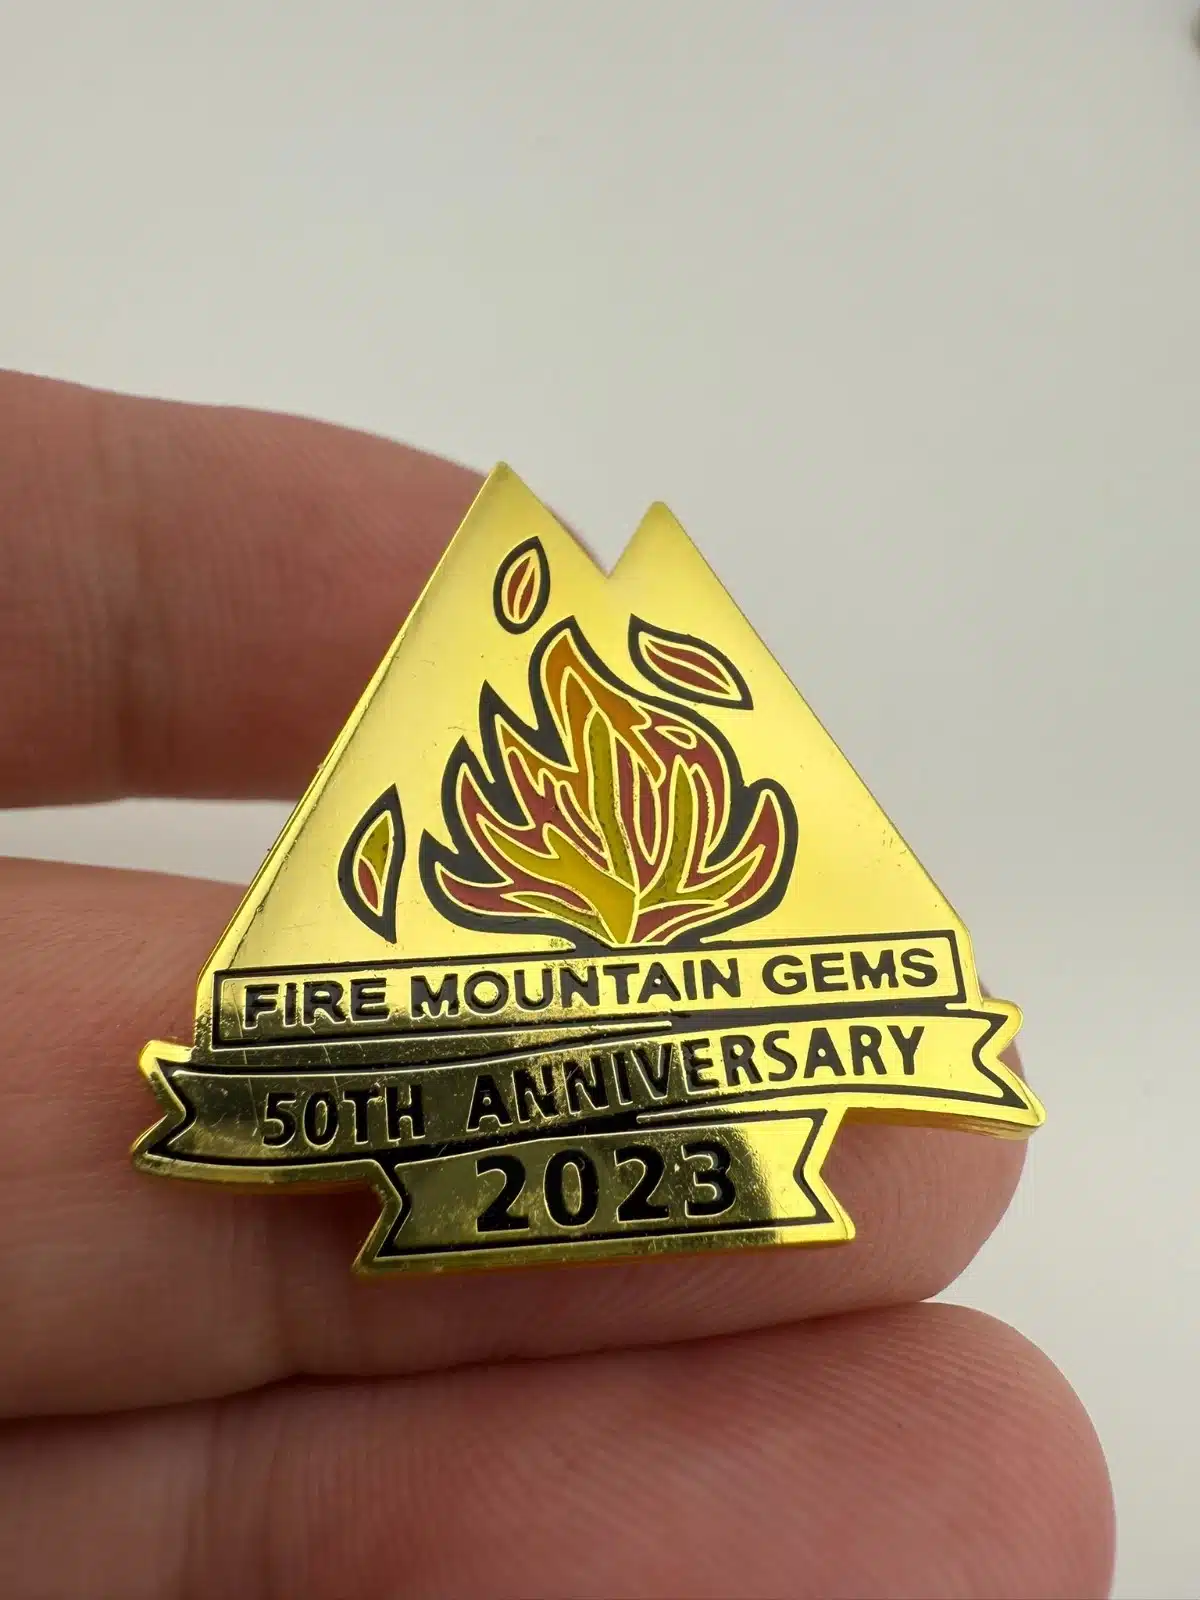 FIRE MOUNTAIN GEMS
50TH ANNIVERSARY
2023